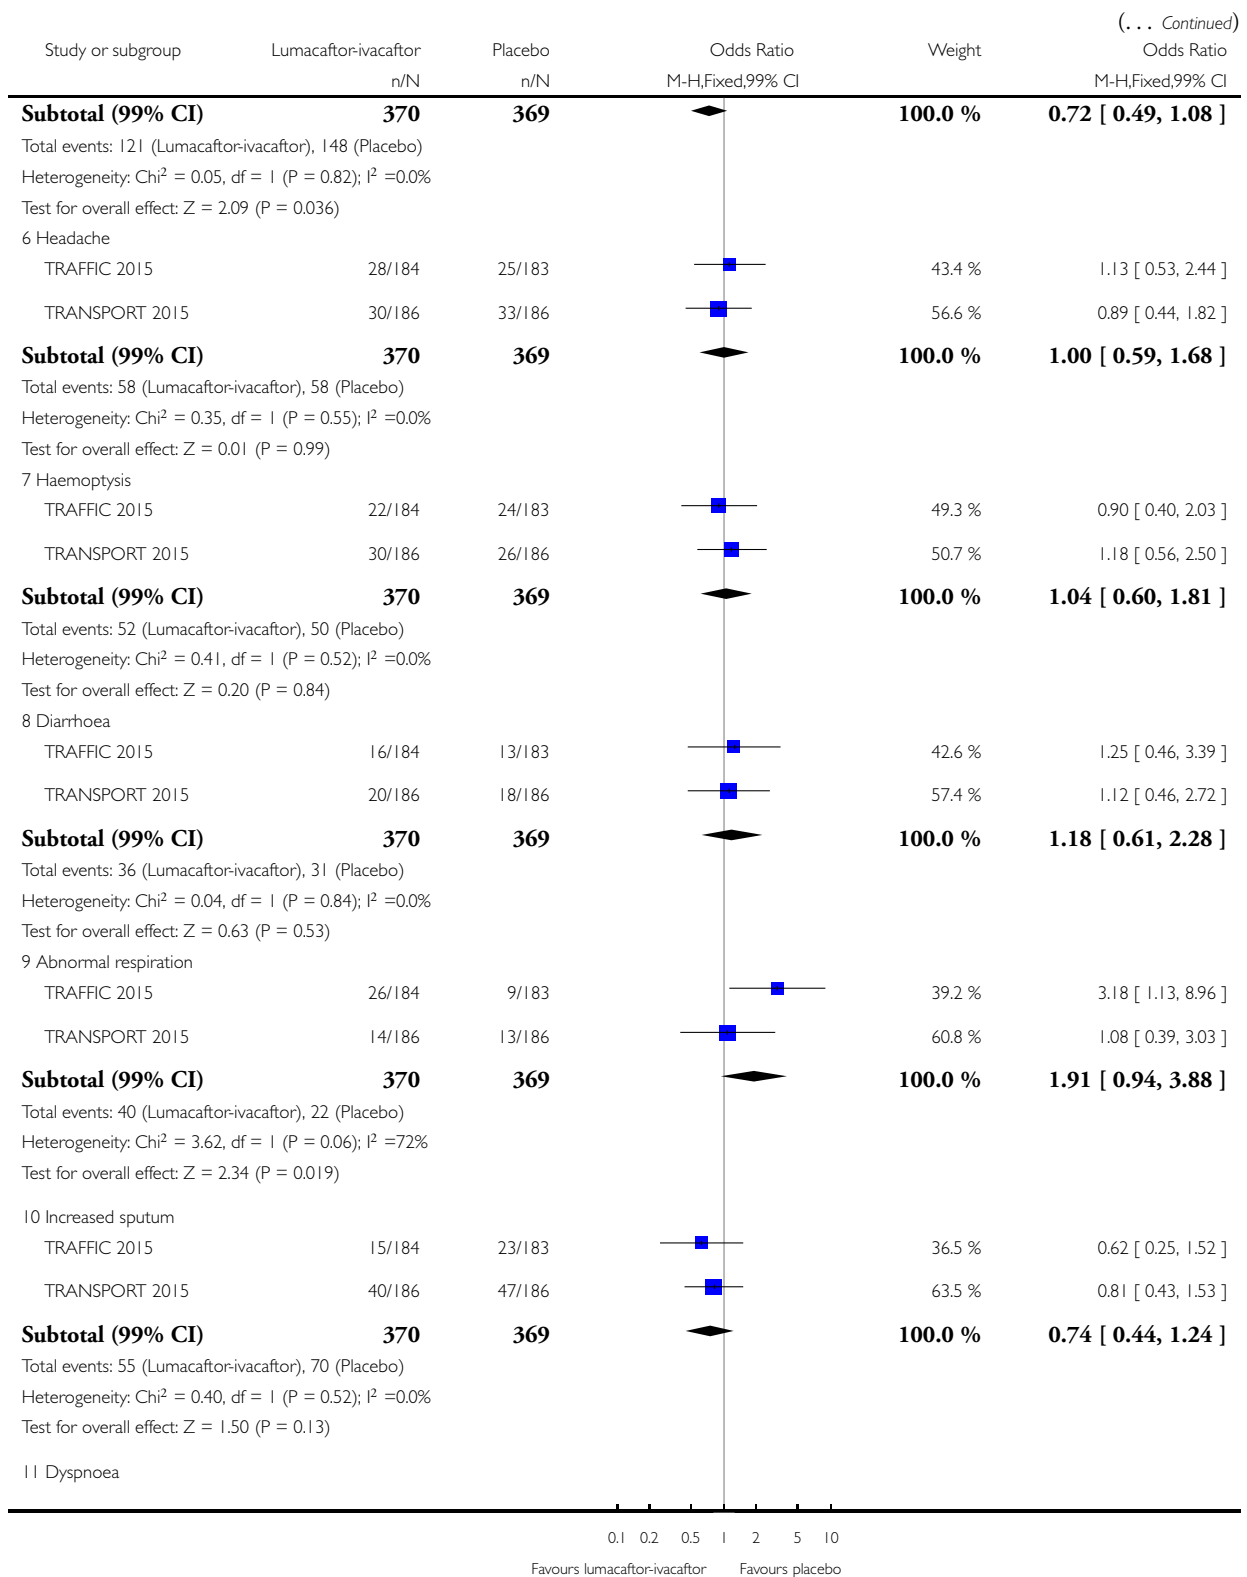 (... Continued)
Study or subgroup Lumacaftor-ivacaftor Placebo Odds Ratio Weight Odds Ratio
n/N n/N M-H,Fixed,99% CI M-H,Fixed,99% CI
Subtotal (99% CI) 370 369 100.0 % 0.72 [ 0.49, 1.08 ]
Total events: 121 (Lumacaftor-ivacaftor), 148 (Placebo)
Heterogeneity: Chi² = 0.05, df = 1 (P = 0.82); I² =0.0%
Test for overall effect: Z = 2.09 (P = 0.036)
6 Headache
TRAFFIC 2015 28/184 25/183 43.4 % 1.13 [ 0.53, 2.44 ]
TRANSPORT 2015 30/186 33/186 56.6 % 0.89 [ 0.44, 1.82 ]
Subtotal (99% CI) 370 369 100.0 % 1.00 [ 0.59, 1.68 ]
Total events: 58 (Lumacaftor-ivacaftor), 58 (Placebo)
Heterogeneity: Chi² = 0.35, df = 1 (P = 0.55); I² =0.0%
Test for overall effect: Z = 0.01 (P = 0.99)
7 Haemoptysis
TRAFFIC 2015 22/184 24/183 49.3 % 0.90 [ 0.40, 2.03 ]
TRANSPORT 2015 30/186 26/186 50.7 % 1.18 [ 0.56, 2.50 ]
Subtotal (99% CI) 370 369 100.0 % 1.04 [ 0.60, 1.81 ]
Total events: 52 (Lumacaftor-ivacaftor), 50 (Placebo)
Heterogeneity: Chi² = 0.41, df = 1 (P = 0.52); I² =0.0%
Test for overall effect: Z = 0.20 (P = 0.84)
8 Diarrhoea
TRAFFIC 2015 16/184 13/183 42.6 % 1.25 [ 0.46, 3.39 ]
TRANSPORT 2015 20/186 18/186 57.4 % 1.12 [ 0.46, 2.72 ]
Subtotal (99% CI) 370 369 100.0 % 1.18 [ 0.61, 2.28 ]
Total events: 36 (Lumacaftor-ivacaftor), 31 (Placebo)
Heterogeneity: Chi² = 0.04, df = 1 (P = 0.84); I² =0.0%
Test for overall effect: Z = 0.63 (P = 0.53)
9 Abnormal respiration
TRAFFIC 2015 26/184 9/183 39.2 % 3.18 [ 1.13, 8.96 ]
TRANSPORT 2015 14/186 13/186 60.8 % 1.08 [ 0.39, 3.03 ]
Subtotal (99% CI) 370 369 100.0 % 1.91 [ 0.94, 3.88 ]
Total events: 40 (Lumacaftor-ivacaftor), 22 (Placebo)
Heterogeneity: Chi² = 3.62, df = 1 (P = 0.06); I² =72%
Test for overall effect: Z = 2.34 (P = 0.019)
10 Increased sputum
TRAFFIC 2015 15/184 23/183 36.5 % 0.62 [ 0.25, 1.52 ]
TRANSPORT 2015 40/186 47/186 63.5 % 0.81 [ 0.43, 1.53 ]
Subtotal (99% CI) 370 369 100.0 % 0.74 [ 0.44, 1.24 ]
Total events: 55 (Lumacaftor-ivacaftor), 70 (Placebo)
Heterogeneity: Chi² = 0.40, df = 1 (P = 0.52); I² =0.0%
Test for overall effect: Z = 1.50 (P = 0.13)
11 Dyspnoea
0.1 0.2 0.5 1 2 5 10
Favours lumacaftor-ivacaftor Favours placebo